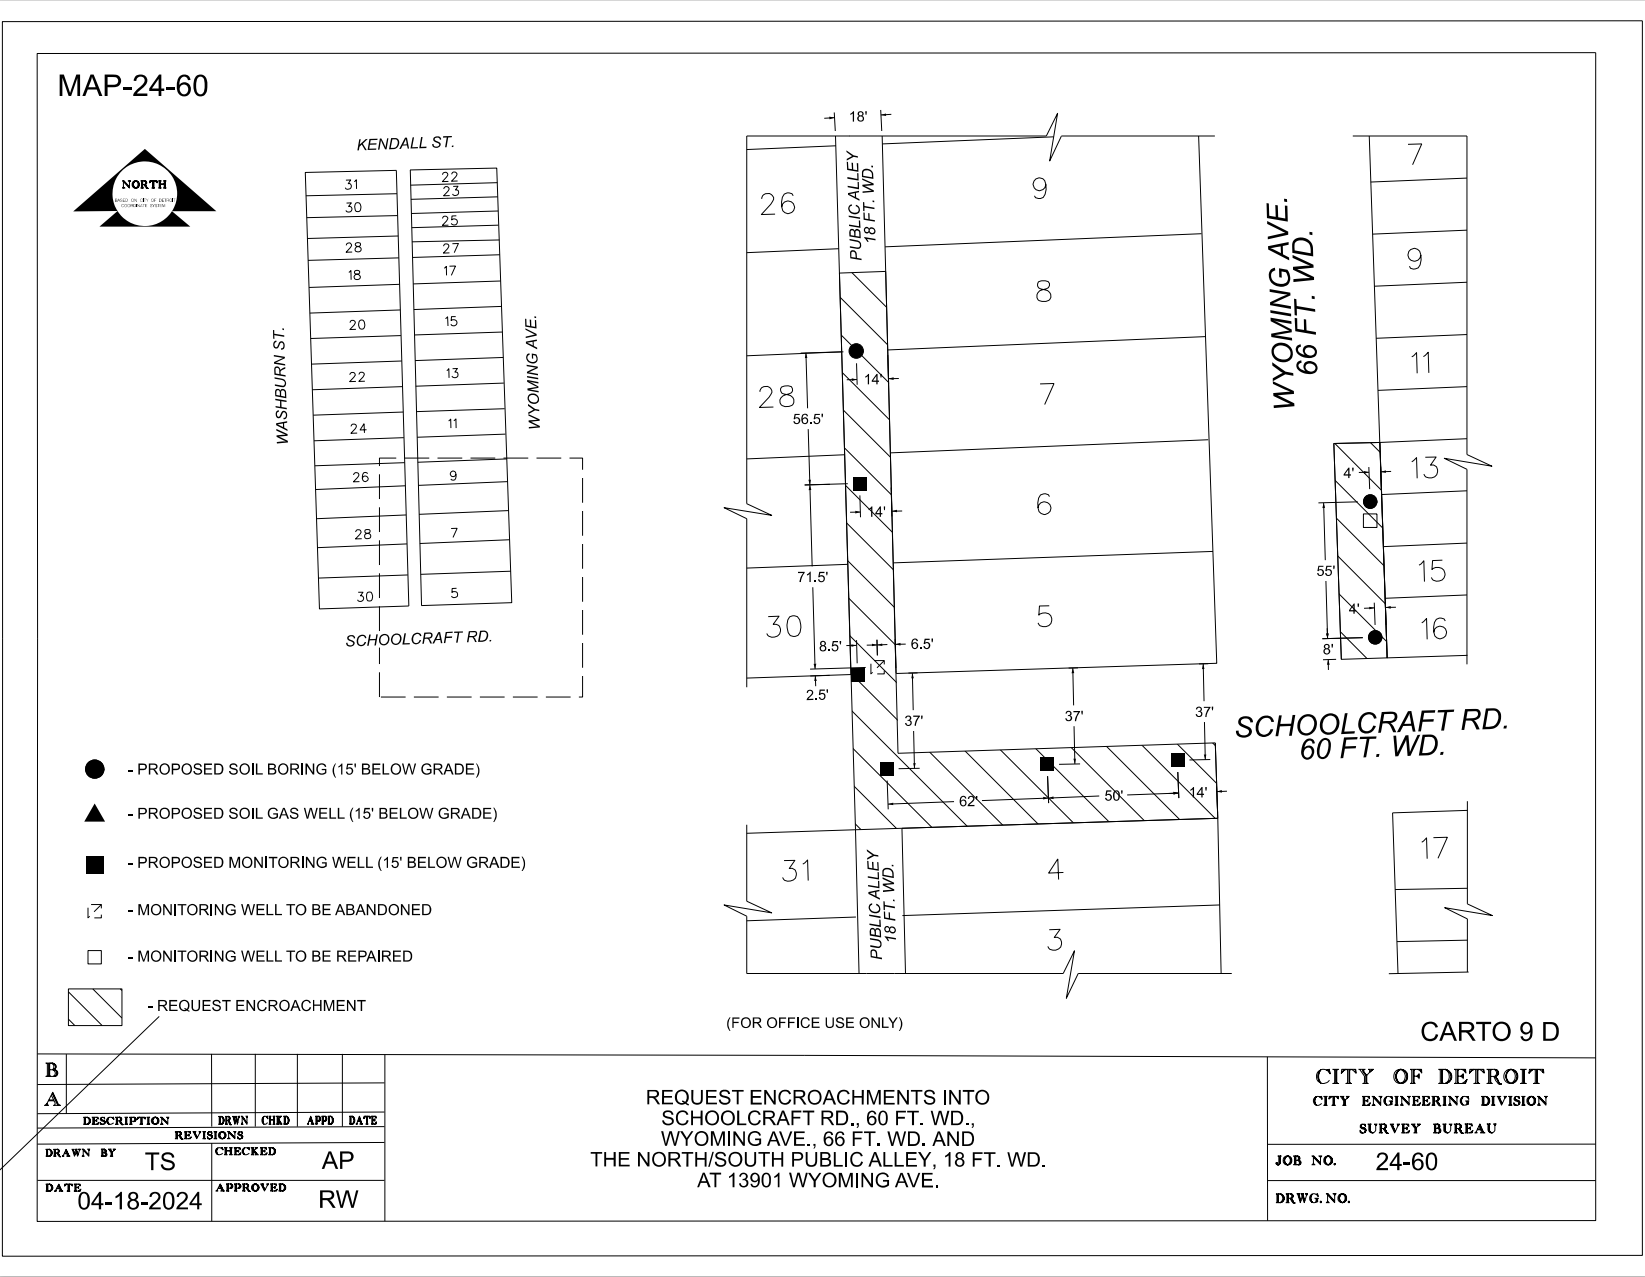 MAP-24-60
NORTH
BASED ON CITY OF DETROIT
COORDINATE SYSTEM
KENDALL ST.
31
30
28
18
20
22
24
26
28
30
22
23
25
27
17
15
13
11
9
7
5
WASHBURN ST.
WYOMING AVE.
SCHOOLCRAFT RD.
18'
PUBLIC ALLEY
18 FT. WD.
26
28
30
31
9
8
7
6
5
4
3
14'
56.5'
14'
71.5'
8.5'
6.5'
2.5'
37'
37'
37'
62'
50'
14'
PUBLIC ALLEY
18 FT. WD.
WYOMING AVE.
66 FT. WD.
7
9
11
13
15
16
17
4'
55'
4'
8'
SCHOOLCRAFT RD.
60 FT. WD.
- PROPOSED SOIL BORING (15' BELOW GRADE)
- PROPOSED SOIL GAS WELL (15' BELOW GRADE)
- PROPOSED MONITORING WELL (15' BELOW GRADE)
- MONITORING WELL TO BE ABANDONED
- MONITORING WELL TO BE REPAIRED
- REQUEST ENCROACHMENT
(FOR OFFICE USE ONLY)
CARTO 9 D
B
A
DESCRIPTION DRWN CHKD APPD DATE
REVISIONS
DRAWN BY TS
CHECKED AP
DATE 04-18-2024
APPROVED RW
REQUEST ENCROACHMENTS INTO
SCHOOLCRAFT RD., 60 FT. WD.,
WYOMING AVE., 66 FT. WD. AND
THE NORTH/SOUTH PUBLIC ALLEY, 18 FT. WD.
AT 13901 WYOMING AVE.
CITY OF DETROIT
CITY ENGINEERING DIVISION
SURVEY BUREAU
JOB NO. 24-60
DRWG. NO.